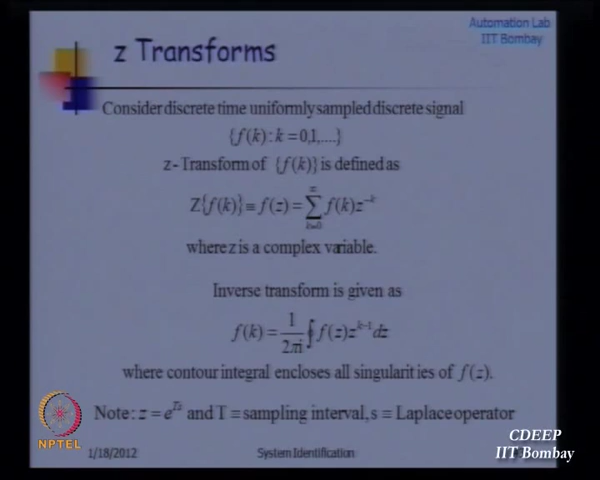 Automation Lab
IIT Bombay
z Transforms
Consider discrete time uniformly sampled discrete signal
{f(k) : k = 0,1,....}
z - Transform of {f(k)} is defined as
Z{f(k)} ≡ f(z) = ∑_{k=0}^{∞} f(k)z^{-k}
where z is a complex variable.
Inverse transform is given as
f(k) = \frac{1}{2πi} ∮ f(z)z^{k-1}dz
where contour integral encloses all singularities of f(z).
Note : z = e^{Ts} and T ≡ sampling interval, s ≡ Laplace operator
NPTEL
1/18/2012
System Identification
CDEEP
IIT Bombay